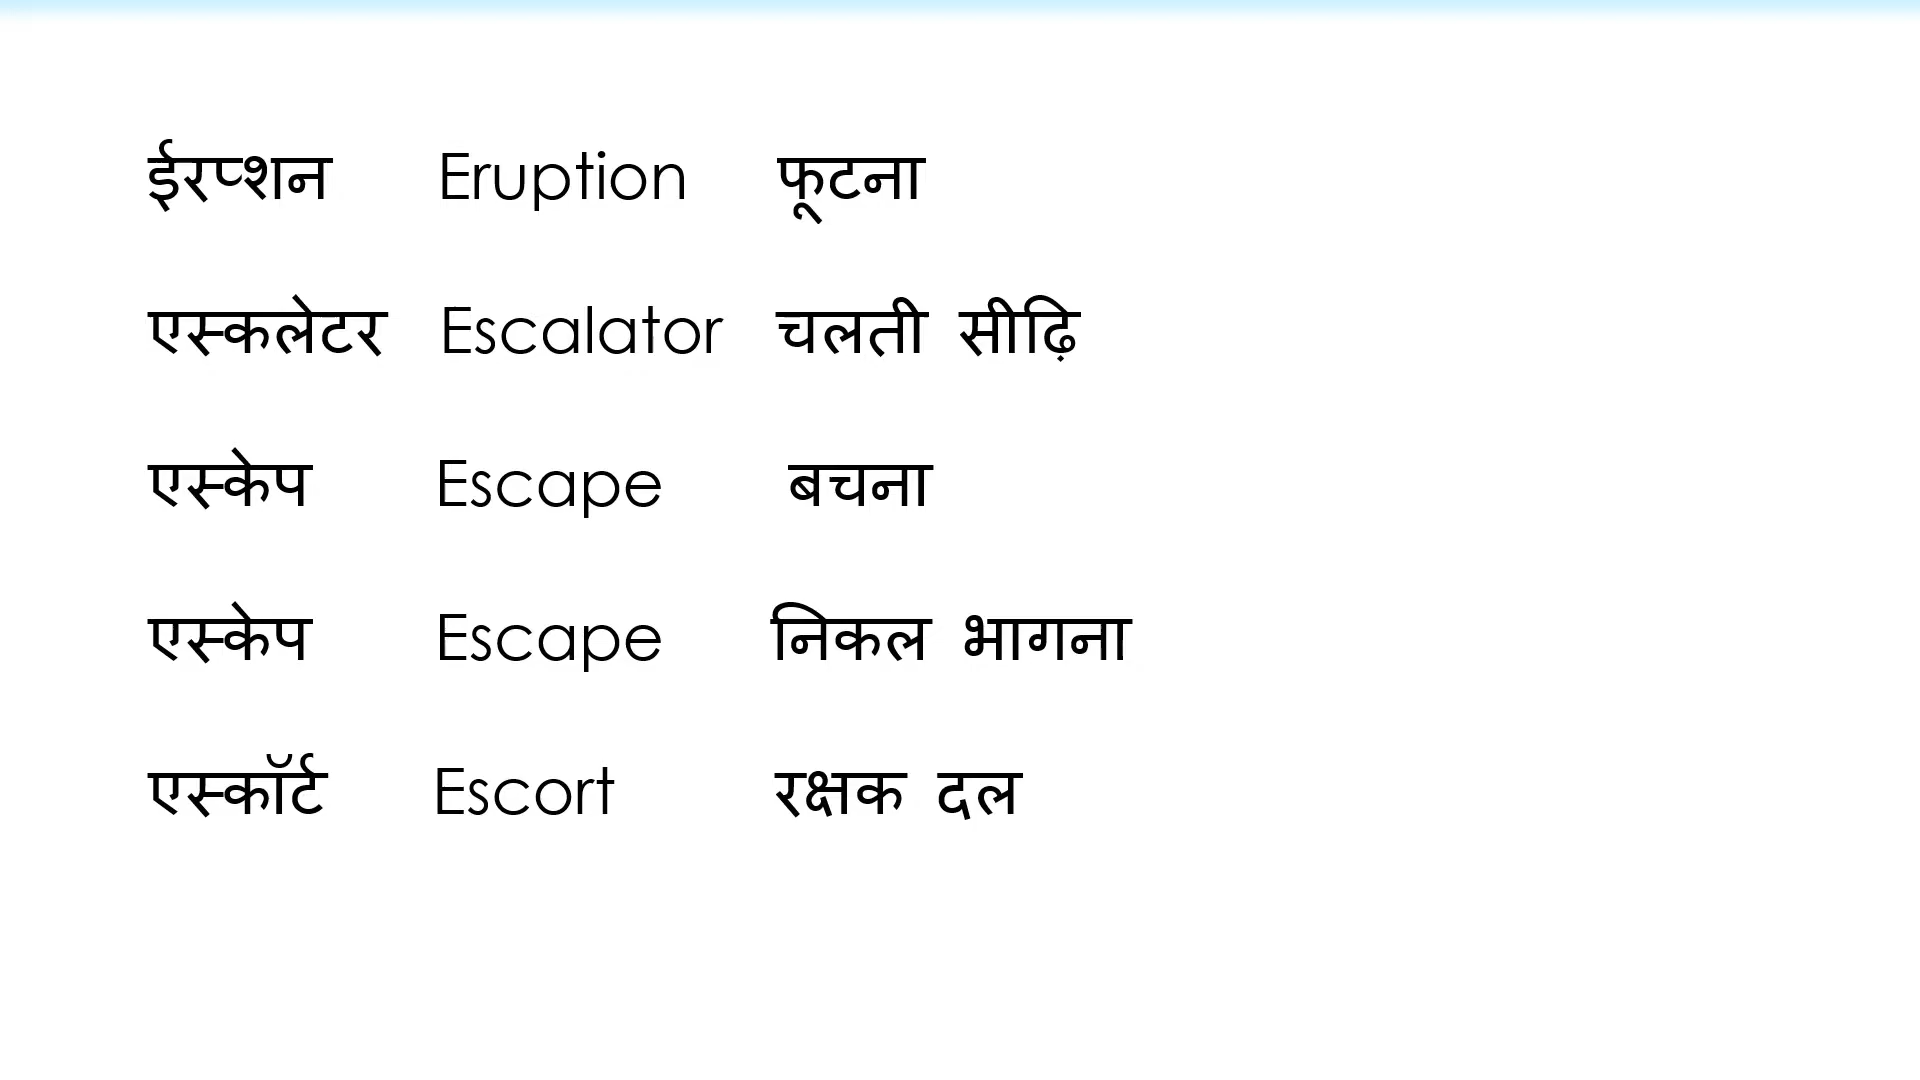 ईरप्शन Eruption फूटना
एस्कलेटर Escalator चलती सीढ़ि
एस्केप Escape बचना
एस्केप Escape निकल भागना
एस्कॉर्ट Escort रक्षक दल